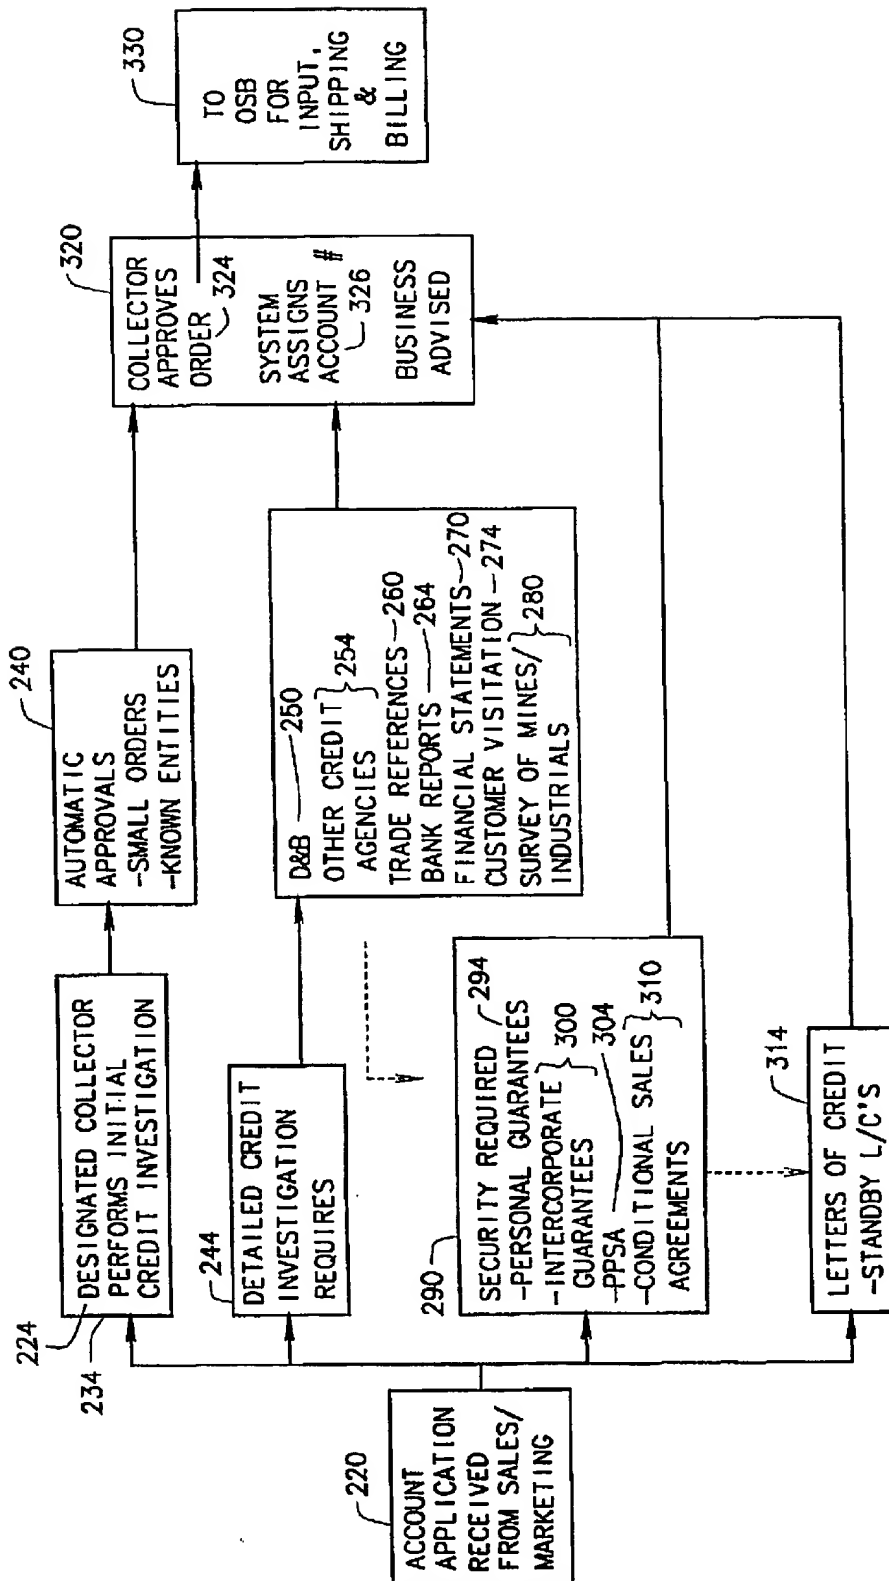 220
ACCOUNT
APPLICATION
RECEIVED
FROM SALES/
MARKETING
224
234
DESIGNATED COLLECTOR
PERFORMS INITIAL
CREDIT INVESTIGATION
240
AUTOMATIC
APPROVALS
-SMALL ORDERS
-KNOWN ENTITIES
244
DETAILED CREDIT
INVESTIGATION
REQUIRES
D&B 250
OTHER CREDIT 254
AGENCIES
TRADE REFERENCES 260
BANK REPORTS 264
FINANCIAL STATEMENTS 270
CUSTOMER VISITATION 274
SURVEY OF MINES/ 280
INDUSTRIALS
290
SECURITY REQUIRED 294
-PERSONAL GUARANTEES
-INTERCORPORATE 300
GUARANTEES
-PPSA 304
-CONDITIONAL SALES 310
AGREEMENTS
314
LETTERS OF CREDIT
-STANDBY L/C'S
320
COLLECTOR
APPROVES
ORDER 324
SYSTEM
ASSIGNS
ACCOUNT #
326
BUSINESS
ADVISED
330
TO
OSB
FOR
INPUT,
SHIPPING
&
BILLING